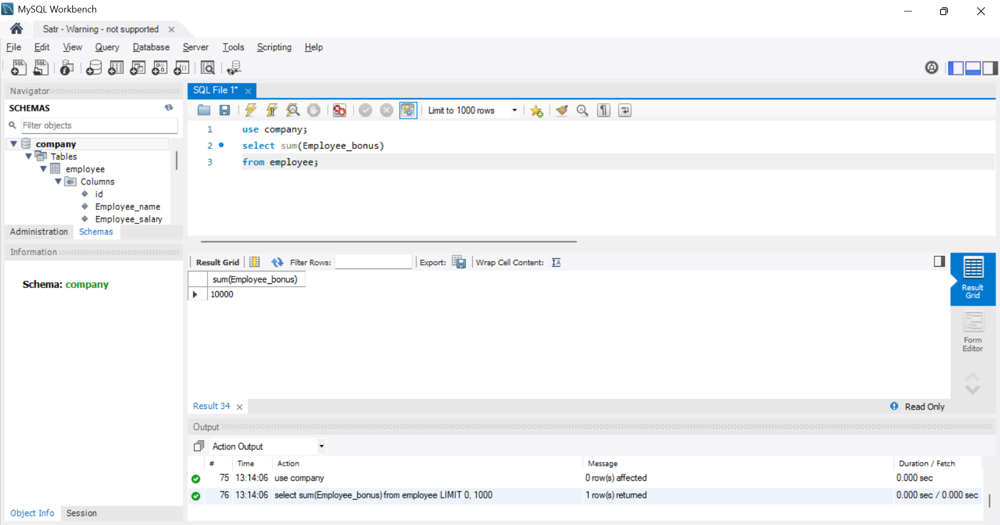 MySQL Workbench
Satr - Warning - not supported
File Edit View Query Database Server Tools Scripting Help
SQL SQL
Navigator
SCHEMAS
Filter objects
company
Tables
employee
Columns
id
Employee_name
Employee_salary
Administration Schemas
Information
Schema: company
Object Info Session
SQL File 1*
Limit to 1000 rows
1 use company;
2 select sum(Employee_bonus)
3 from employee;
Result Grid Filter Rows: Export: Wrap Cell Content:
sum(Employee_bonus)
10000
Result
Grid
Form
Editor
Result 34
Read Only
Output
Action Output
# Time Action Message Duration / Fetch
75 13:14:06 use company 0 row(s) affected 0.000 sec
76 13:14:06 select sum(Employee_bonus) from employee LIMIT 0, 1000 1 row(s) returned 0.000 sec / 0.000 sec